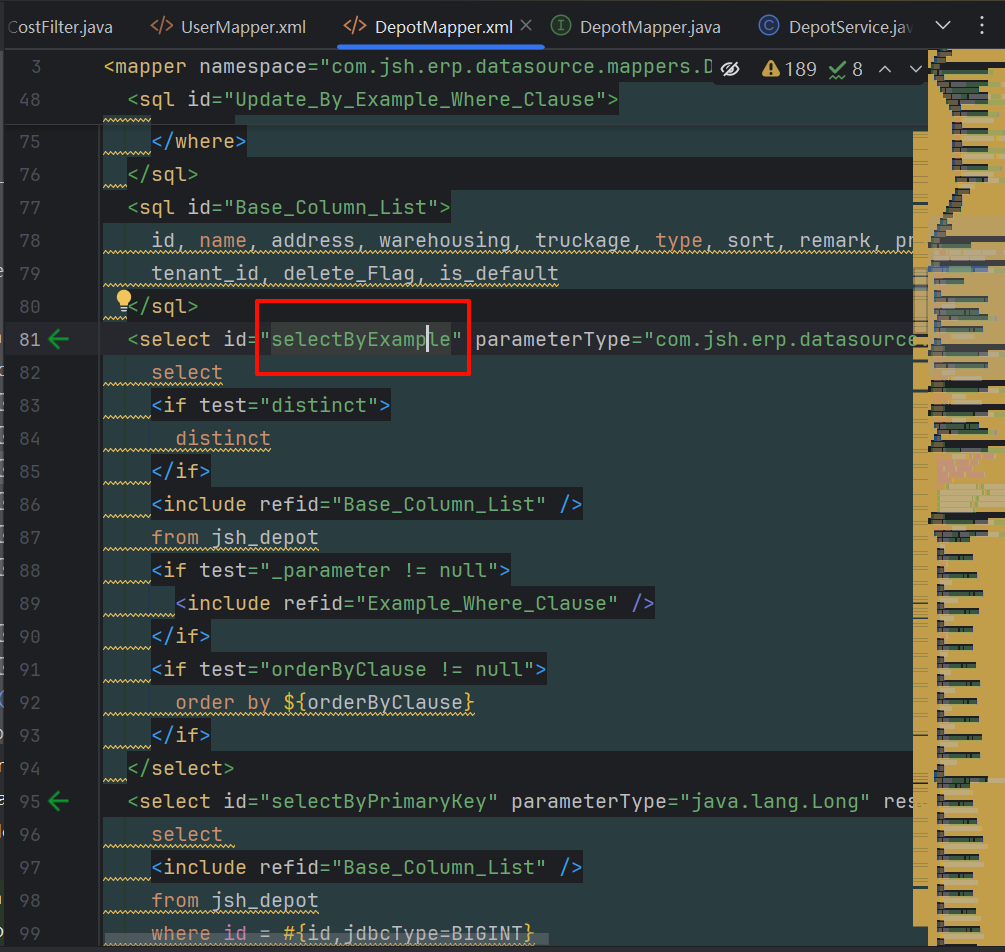 CostFilter.java UserMapper.xml DepotMapper.xml DepotMapper.java DepotService.jav
3 <mapper namespace="com.jsh.erp.datasource.mappers.D 189 8
48 <sql id="Update_By_Example_Where_Clause">
75 </where>
76 </sql>
77 <sql id="Base_Column_List">
78 id, name, address, warehousing, truckage, type, sort, remark, pr
79 tenant_id, delete_Flag, is_default
80 </sql>
81 <select id="selectByExample" parameterType="com.jsh.erp.datasource
82 select
83 <if test="distinct">
84 distinct
85 </if>
86 <include refid="Base_Column_List" />
87 from jsh_depot
88 <if test="_parameter != null">
89 <include refid="Example_Where_Clause" />
90 </if>
91 <if test="orderByClause != null">
92 order by ${orderByClause}
93 </if>
94 </select>
95 <select id="selectByPrimaryKey" parameterType="java.lang.Long" res
96 select
97 <include refid="Base_Column_List" />
98 from jsh_depot
99 where id = #{id,jdbcType=BIGINT}